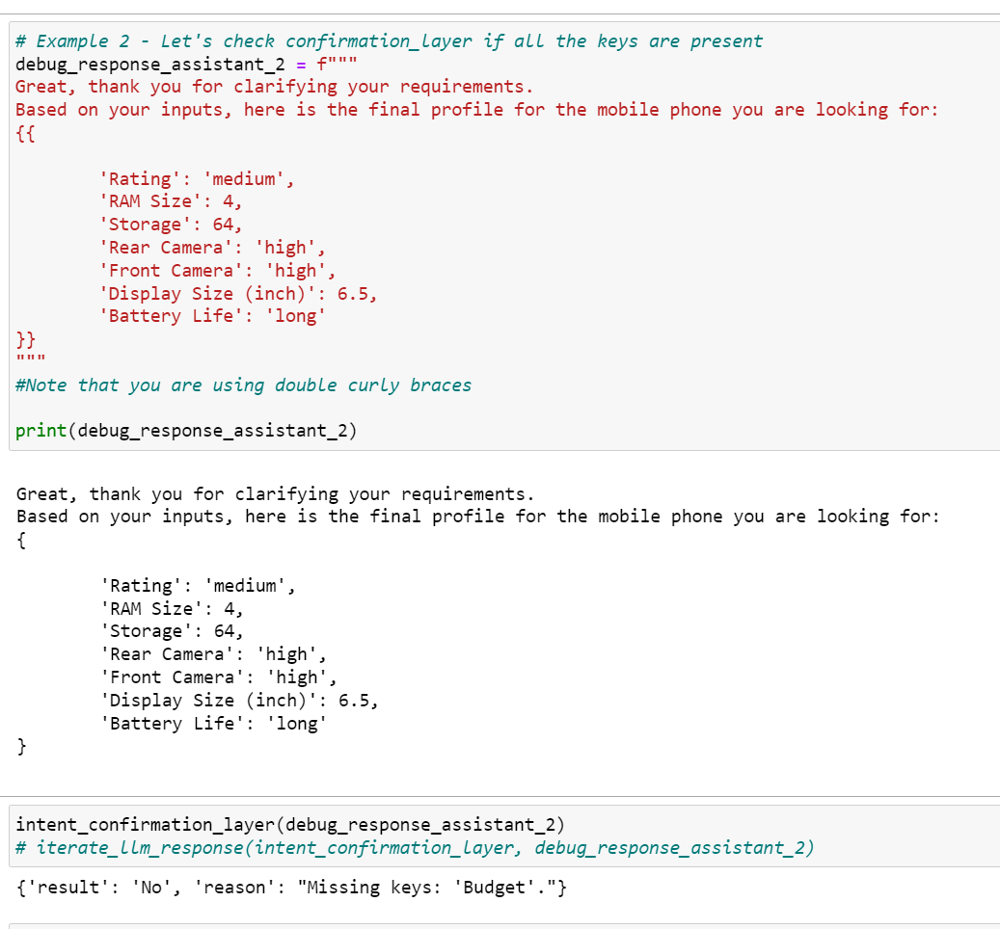 # Example 2 - Let's check confirmation_layer if all the keys are present
debug_response_assistant_2 = f"""
Great, thank you for clarifying your requirements.
Based on your inputs, here is the final profile for the mobile phone you are looking for:
{{
'Rating': 'medium',
'RAM Size': 4,
'Storage': 64,
'Rear Camera': 'high',
'Front Camera': 'high',
'Display Size (inch)': 6.5,
'Battery Life': 'long'
}}
"""
#Note that you are using double curly braces
print(debug_response_assistant_2)
Great, thank you for clarifying your requirements.
Based on your inputs, here is the final profile for the mobile phone you are looking for:
{
'Rating': 'medium',
'RAM Size': 4,
'Storage': 64,
'Rear Camera': 'high',
'Front Camera': 'high',
'Display Size (inch)': 6.5,
'Battery Life': 'long'
}
intent_confirmation_layer(debug_response_assistant_2)
# iterate_llm_response(intent_confirmation_layer, debug_response_assistant_2)
{'result': 'No', 'reason': "Missing keys: 'Budget'."}